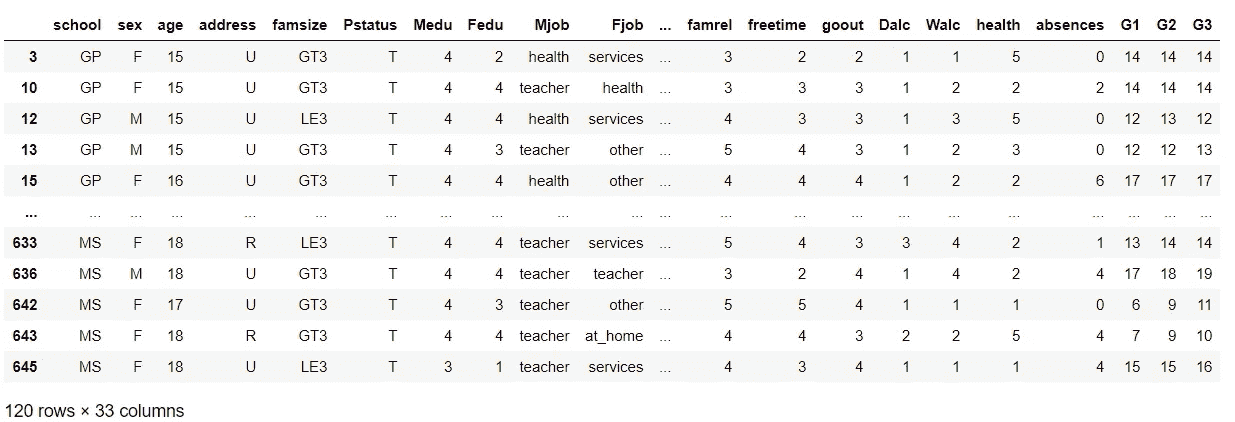 school sex age address famsize Pstatus Medu Fedu Mjob Fjob ... famrel freetime goout Dalc Walc health absences G1 G2 G3
3 GP F 15 U GT3 T 4 2 health services ... 3 2 2 1 1 5 0 14 14 14
10 GP F 15 U GT3 T 4 4 teacher health ... 3 3 3 1 2 2 2 14 14 14
12 GP M 15 U LE3 T 4 4 health services ... 4 3 3 1 3 5 0 12 13 12
13 GP M 15 U GT3 T 4 3 teacher other ... 5 4 3 1 2 3 0 12 12 13
15 GP F 16 U GT3 T 4 4 health other ... 4 4 4 1 2 2 6 17 17 17
... ... ... ... ... ... ... ... ... ... ... ... ... ... ... ... ... ... ... ... ... ...
633 MS F 18 R LE3 T 4 4 teacher services ... 5 4 3 3 4 2 1 13 14 14
636 MS M 18 U GT3 T 4 4 teacher teacher ... 3 2 4 1 4 2 4 17 18 19
642 MS F 17 U GT3 T 4 3 teacher other ... 5 5 4 1 1 1 0 6 9 11
643 MS F 18 R GT3 T 4 4 teacher at_home ... 4 4 3 2 2 5 4 7 9 10
645 MS F 18 U LE3 T 3 1 teacher services ... 4 3 4 1 1 1 4 15 15 16
120 rows × 33 columns